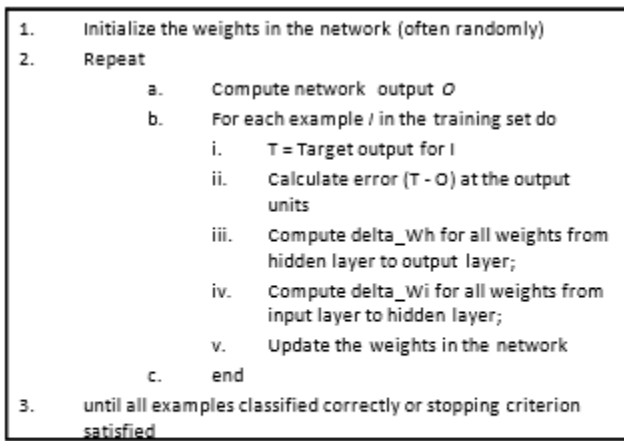 1. Initialize the weights in the network (often randomly)
2. Repeat
a. Compute network output O
b. For each example I in the training set do
i. T = Target output for I
ii. Calculate error (T - O) at the output
units
iii. Compute delta_Wh for all weights from
hidden layer to output layer;
iv. Compute delta_Wi for all weights from
input layer to hidden layer;
v. Update the weights in the network
c. end
3. until all examples classified correctly or stopping criterion
satisfied